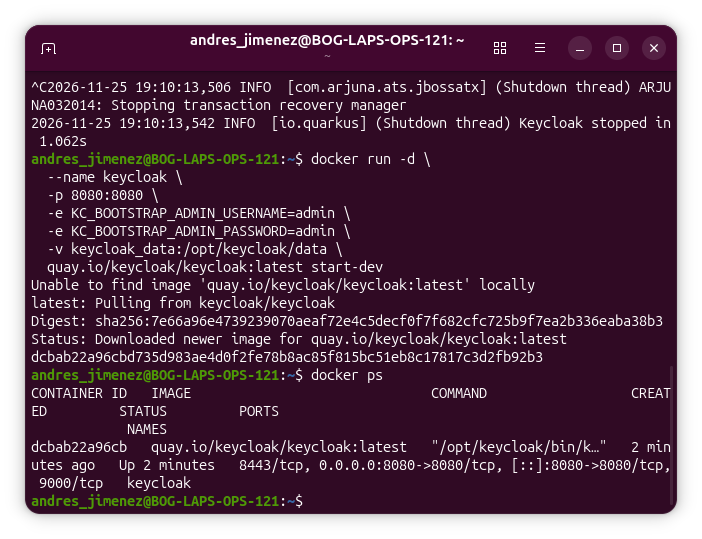 andres_jimenez@BOG-LAPS-OPS-121: ~
~
^C2026-11-25 19:10:13,506 INFO  [com.arjuna.ats.jbossatx] (Shutdown thread) ARJU
NA032014: Stopping transaction recovery manager
2026-11-25 19:10:13,542 INFO  [io.quarkus] (Shutdown thread) Keycloak stopped in
 1.062s
andres_jimenez@BOG-LAPS-OPS-121:~$ docker run -d \
  --name keycloak \
  -p 8080:8080 \
  -e KC_BOOTSTRAP_ADMIN_USERNAME=admin \
  -e KC_BOOTSTRAP_ADMIN_PASSWORD=admin \
  -v keycloak_data:/opt/keycloak/data \
  quay.io/keycloak/keycloak:latest start-dev
Unable to find image 'quay.io/keycloak/keycloak:latest' locally
latest: Pulling from keycloak/keycloak
Digest: sha256:7e66a96e4739239070aeaf72e4c5decf0f7f682cfc725b9f7ea2b336eaba38b3
Status: Downloaded newer image for quay.io/keycloak/keycloak:latest
dcbab22a96cbd735d983ae4d0f2fe78b8ac85f815bc51eb8c17817c3d2fb92b3
andres_jimenez@BOG-LAPS-OPS-121:~$ docker ps
CONTAINER ID   IMAGE                              COMMAND                  CREAT
ED         STATUS         PORTS
            NAMES
dcbab22a96cb   quay.io/keycloak/keycloak:latest   "/opt/keycloak/bin/k…"   2 min
utes ago   Up 2 minutes   8443/tcp, 0.0.0.0:8080->8080/tcp, [::]:8080->8080/tcp,
 9000/tcp   keycloak
andres_jimenez@BOG-LAPS-OPS-121:~$